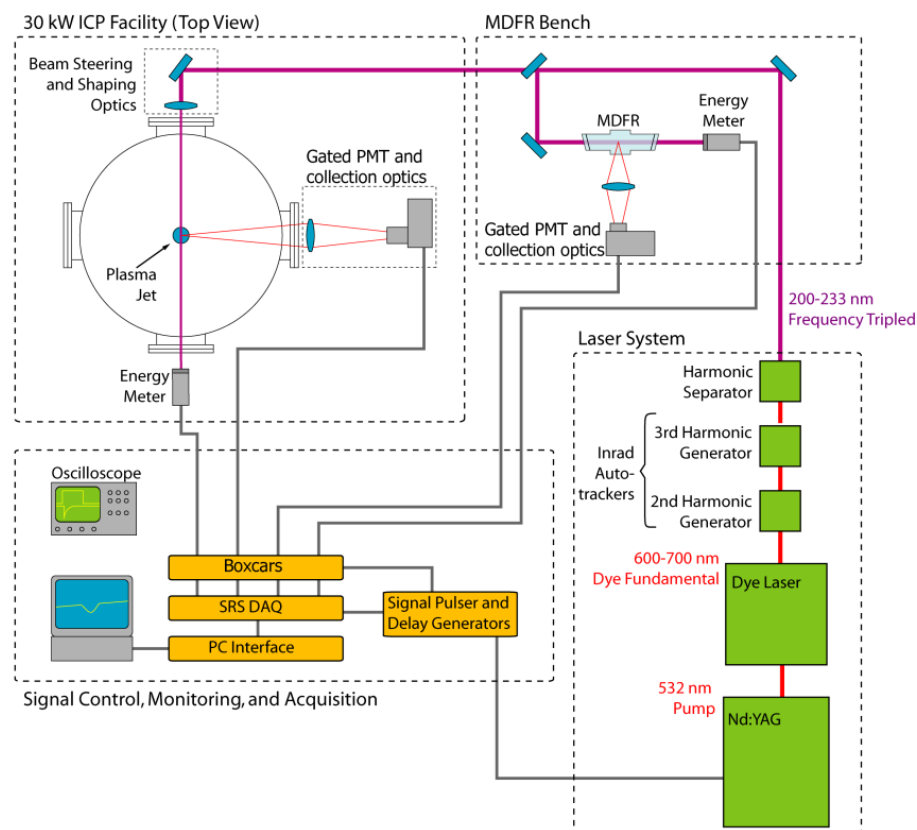 30 kW ICP Facility (Top View)
MDFR Bench
Beam Steering
and Shaping
Optics
Gated PMT and
collection optics
Plasma
Jet
Energy
Meter
MDFR
Energy
Meter
Gated PMT and
collection optics
200-233 nm
Frequency Tripled
Laser System
Harmonic
Separator
3rd Harmonic
Generator
Inrad
Auto-
trackers
2nd Harmonic
Generator
600-700 nm
Dye Fundamental
Dye Laser
532 nm
Pump
Nd:YAG
Oscilloscope
Boxcars
SRS DAQ
PC Interface
Signal Pulser and
Delay Generators
Signal Control, Monitoring, and Acquisition